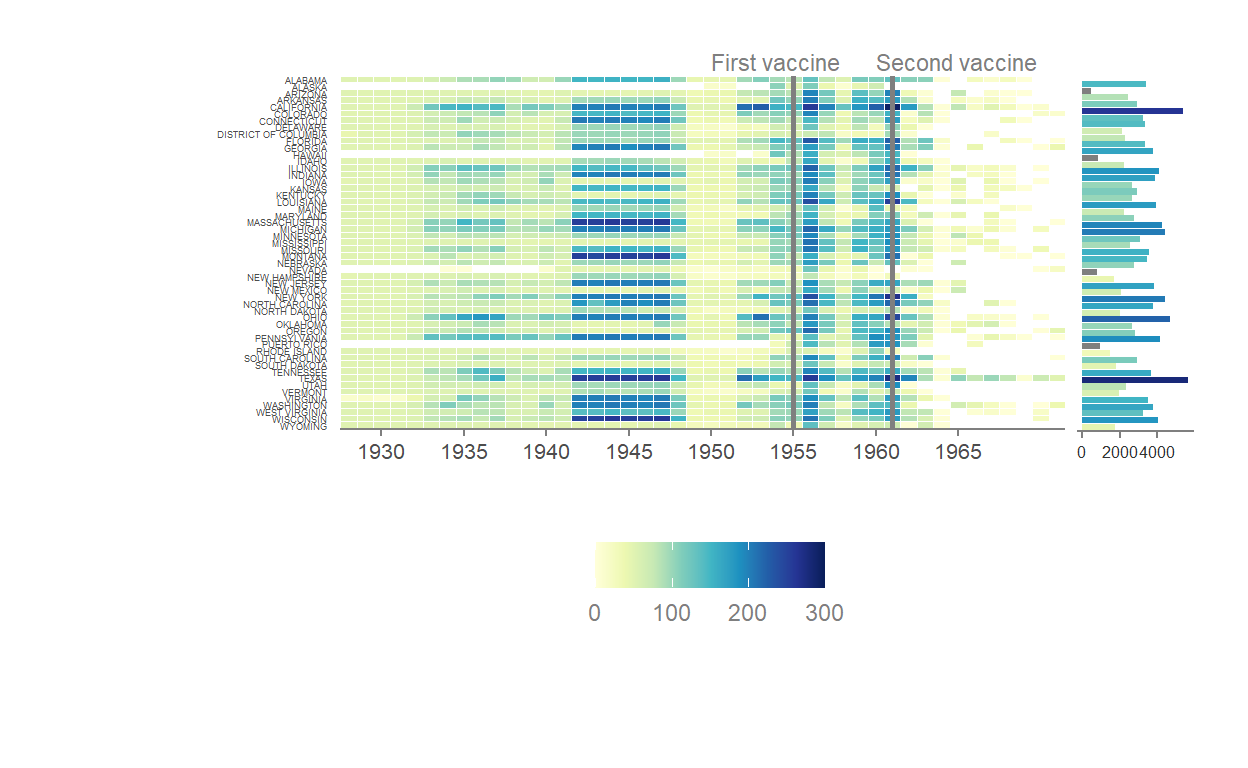 First vaccine Second vaccine
ALABAMA
ALASKA
ARIZONA
ARKANSAS
CALIFORNIA
COLORADO
CONNECTICUT
DELAWARE
DISTRICT OF COLUMBIA
FLORIDA
GEORGIA
HAWAII
IDAHO
ILLINOIS
INDIANA
IOWA
KANSAS
KENTUCKY
LOUISIANA
MAINE
MARYLAND
MASSACHUSETTS
MICHIGAN
MINNESOTA
MISSISSIPPI
MISSOURI
MONTANA
NEBRASKA
NEVADA
NEW HAMPSHIRE
NEW JERSEY
NEW MEXICO
NEW YORK
NORTH CAROLINA
NORTH DAKOTA
OHIO
OKLAHOMA
OREGON
PENNSYLVANIA
PUERTO RICO
RHODE ISLAND
SOUTH CAROLINA
SOUTH DAKOTA
TENNESSEE
TEXAS
UTAH
VERMONT
VIRGINIA
WASHINGTON
WEST VIRGINIA
WISCONSIN
WYOMING
1930 1935 1940 1945 1950 1955 1960 1965
0 2000 4000
0 100 200 300